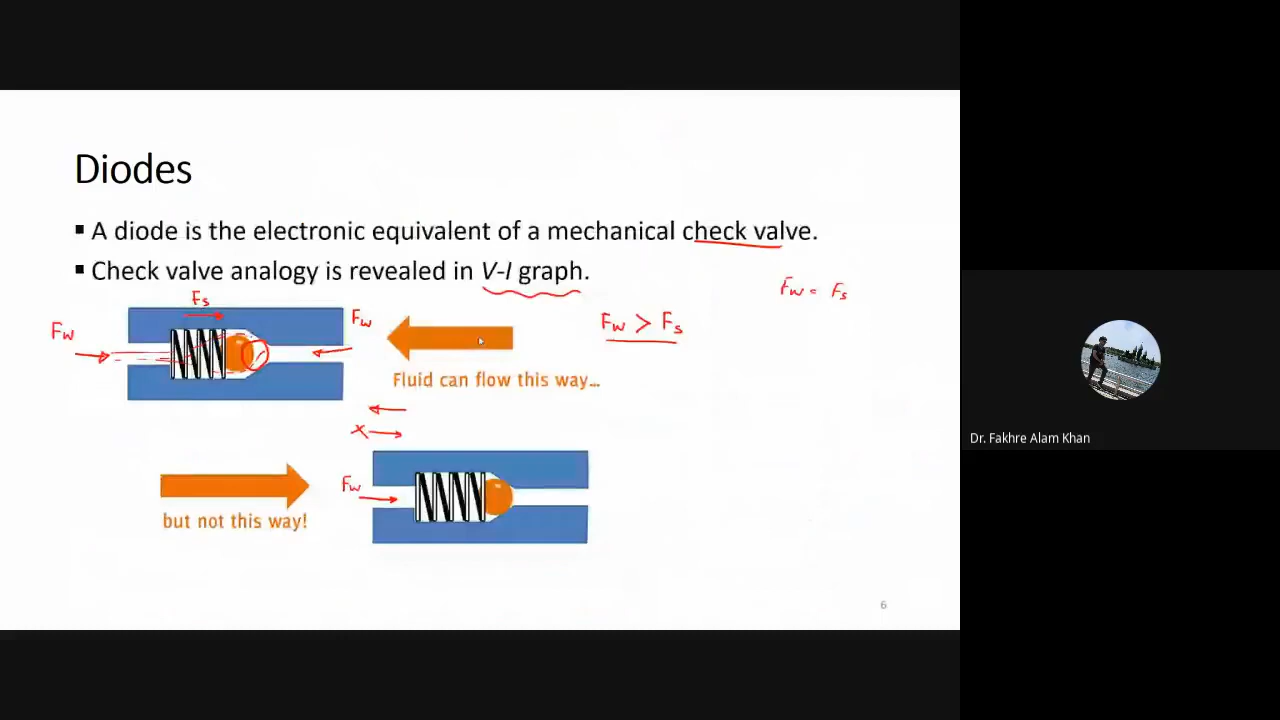 Diodes
▪ A diode is the electronic equivalent of a mechanical check valve.
▪ Check valve analogy is revealed in V-I graph.
Fw = Fs
Fs
Fw
Fw
Fw > Fs
Fluid can flow this way...
x
Fw
but not this way!
Dr. Fakhre Alam Khan
6